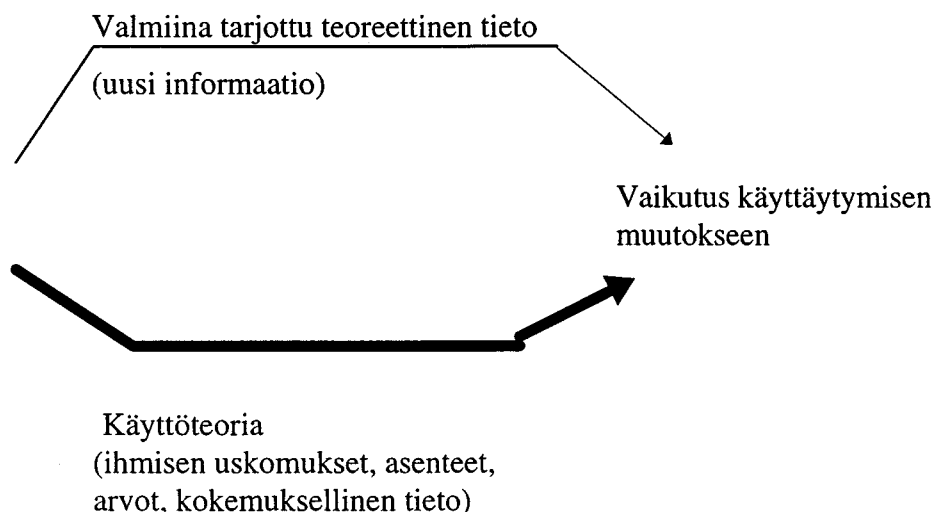 Valmiina tarjottu teoreettinen tieto
(uusi informaatio)
Vaikutus käyttäytymisen
muutokseen
Käyttöteoria
(ihmisen uskomukset, asenteet,
arvot, kokemuksellinen tieto)